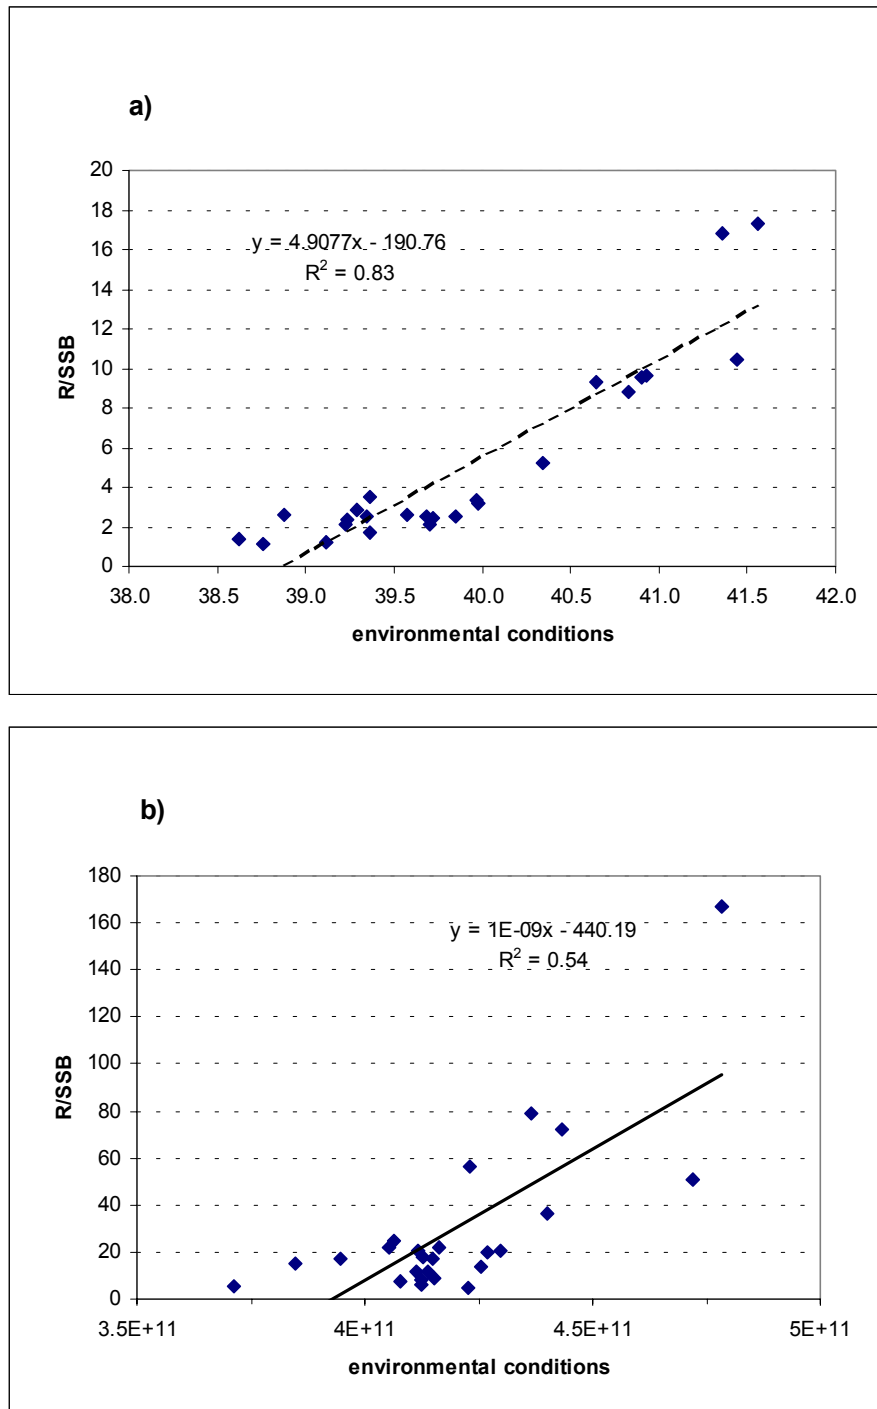 a)
20
18
16
14
12
10
8
6
4
2
0
R/SSB
y = 4.9077x - 190.76
R² = 0.83
38.0 38.5 39.0 39.5 40.0 40.5 41.0 41.5 42.0
environmental conditions
b)
180
160
140
120
100
80
60
40
20
0
R/SSB
y = 1E-09x - 440.19
R² = 0.54
3.5E+11 4E+11 4.5E+11 5E+11
environmental conditions